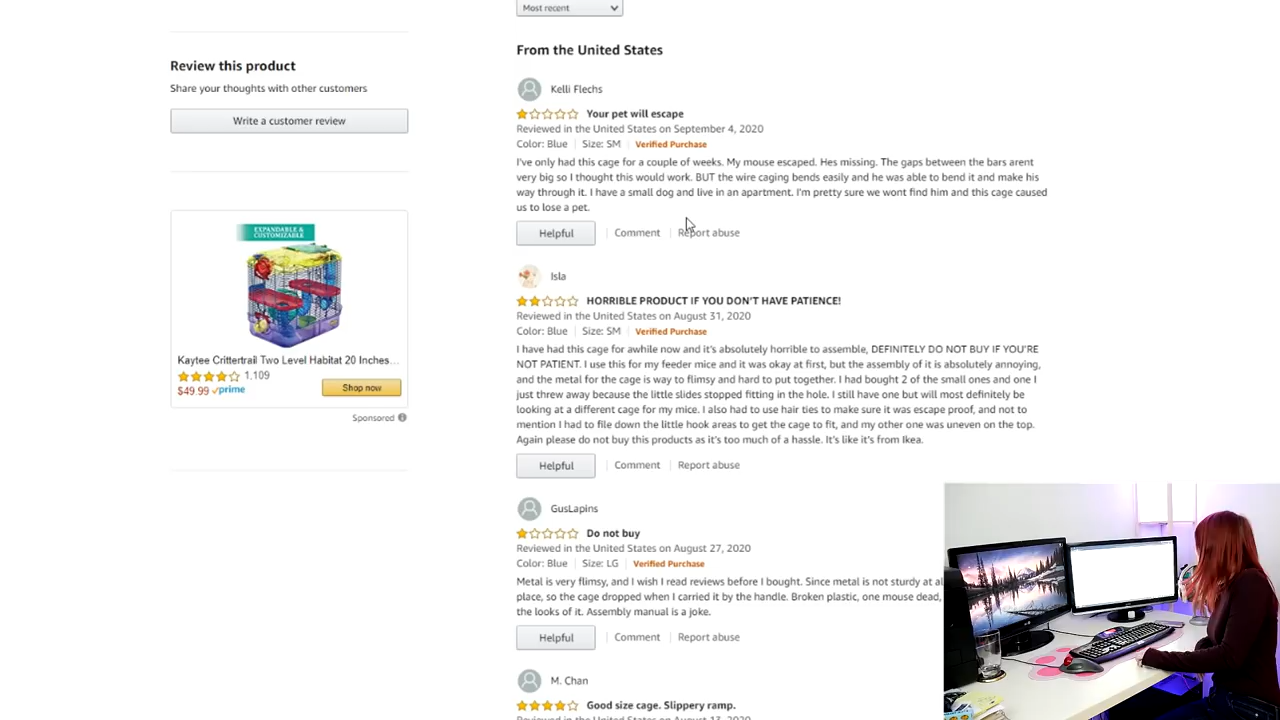 Most recent
Review this product
Share your thoughts with other customers
Write a customer review
EXPANDABLE &
CUSTOMIZABLE
Kaytee Crittertrail Two Level Habitat 20 Inches...
1,109
$49.99 prime
Shop now
Sponsored
From the United States
Kelli Flechs
Your pet will escape
Reviewed in the United States on September 4, 2020
Color: Blue | Size: SM | Verified Purchase
I've only had this cage for a couple of weeks. My mouse escaped. Hes missing. The gaps between the bars arent
very big so I thought this would work. BUT the wire caging bends easily and he was able to bend it and make his
way through it. I have a small dog and live in an apartment. I'm pretty sure we wont find him and this cage caused
us to lose a pet.
Helpful | Comment | Report abuse
Isla
HORRIBLE PRODUCT IF YOU DON'T HAVE PATIENCE!
Reviewed in the United States on August 31, 2020
Color: Blue | Size: SM | Verified Purchase
I have had this cage for awhile now and it's absolutely horrible to assemble, DEFINITELY DO NOT BUY IF YOU'RE
NOT PATIENT. I use this for my feeder mice and it was okay at first, but the assembly of it is absolutely annoying,
and the metal for the cage is way to flimsy and hard to put together. I had bought 2 of the small ones and one I
just threw away because the little slides stopped fitting in the hole. I still have one but will most definitely be
looking at a different cage for my mice. I also had to use hair ties to make sure it was escape proof, and not to
mention I had to file down the little hook areas to get the cage to fit, and my other one was uneven on the top.
Again please do not buy this products as it's too much of a hassle. It's like it's from Ikea.
Helpful | Comment | Report abuse
GusLapins
Do not buy
Reviewed in the United States on August 27, 2020
Color: Blue | Size: LG | Verified Purchase
Metal is very flimsy, and I wish I read reviews before I bought. Since metal is not sturdy at al
place, so the cage dropped when I carried it by the handle. Broken plastic, one mouse dead,
the looks of it. Assembly manual is a joke.
Helpful | Comment | Report abuse
M. Chan
Good size cage. Slippery ramp.
Reviewed in the United States on August 13, 2020